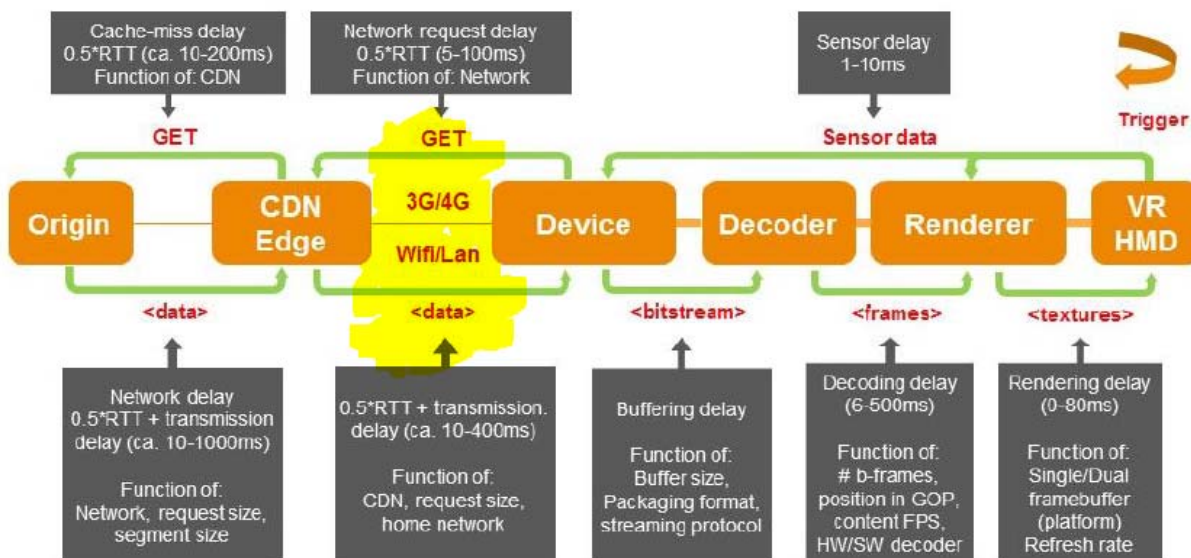 Cache-miss delay
0.5*RTT (ca. 10-200ms)
Function of: CDN
Network request delay
0.5*RTT (5-100ms)
Function of: Network
Sensor delay
1-10ms
Trigger
GET
GET
Sensor data
Origin
CDN
Edge
3G/4G
Wifi/Lan
Device
Decoder
Renderer
VR
HMD
<data>
<data>
<bitstream>
<frames>
<textures>
Network delay
0.5*RTT + transmission
delay (ca. 10-1000ms)
Function of:
Network, request size,
segment size
0.5*RTT + transmission.
delay (ca. 10-400ms)
Function of:
CDN, request size,
home network
Buffering delay
Function of:
Buffer size,
Packaging format,
streaming protocol
Decoding delay
(6-500ms)
Function of:
# b-frames,
position in GOP,
content FPS,
HW/SW decoder
Rendering delay
(0-80ms)
Function of:
Single/Dual
framebuffer
(platform)
Refresh rate